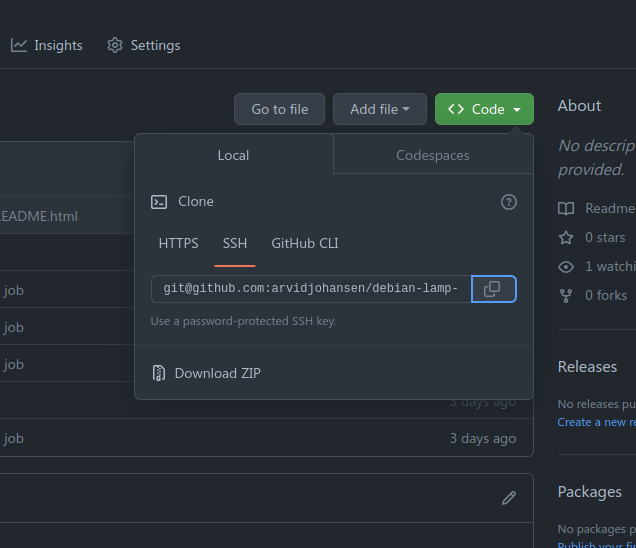 Insights Settings
Go to file Add file Code
About
Local Codespaces
No descrip
provided.
Clone
README.html
Readme
HTTPS SSH GitHub CLI
0 stars
1 watchi
git@github.com:arvidjohansen/debian-lamp-
job
0 forks
Use a password-protected SSH key.
job
Releases
job
Download ZIP
3 days ago
No releases pu
Create a new re
job 3 days ago
Packages
No packages p
Publish your fi